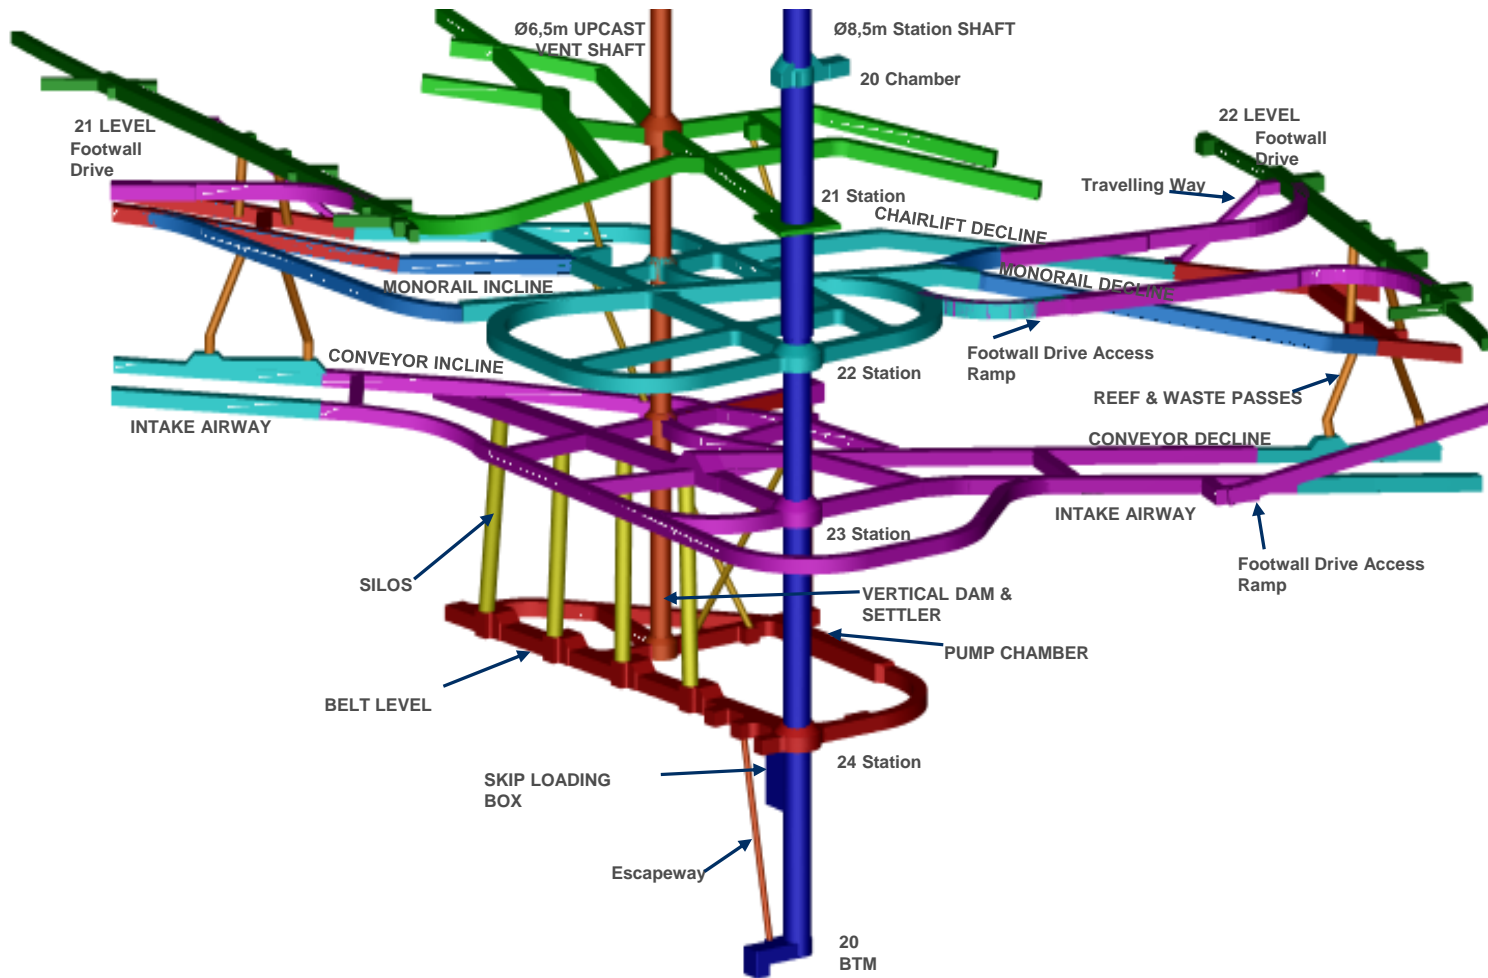 Ø6,5m UPCAST
VENT SHAFT
Ø8,5m Station SHAFT
20 Chamber
21 LEVEL
Footwall
Drive
22 LEVEL
Footwall
Drive
Travelling Way
21 Station
CHAIRLIFT DECLINE
MONORAIL DECLINE
MONORAIL INCLINE
Footwall Drive Access
Ramp
CONVEYOR INCLINE
22 Station
REEF & WASTE PASSES
INTAKE AIRWAY
CONVEYOR DECLINE
INTAKE AIRWAY
23 Station
Footwall Drive Access
Ramp
SILOS
VERTICAL DAM &
SETTLER
PUMP CHAMBER
BELT LEVEL
24 Station
SKIP LOADING
BOX
Escapeway
20
BTM